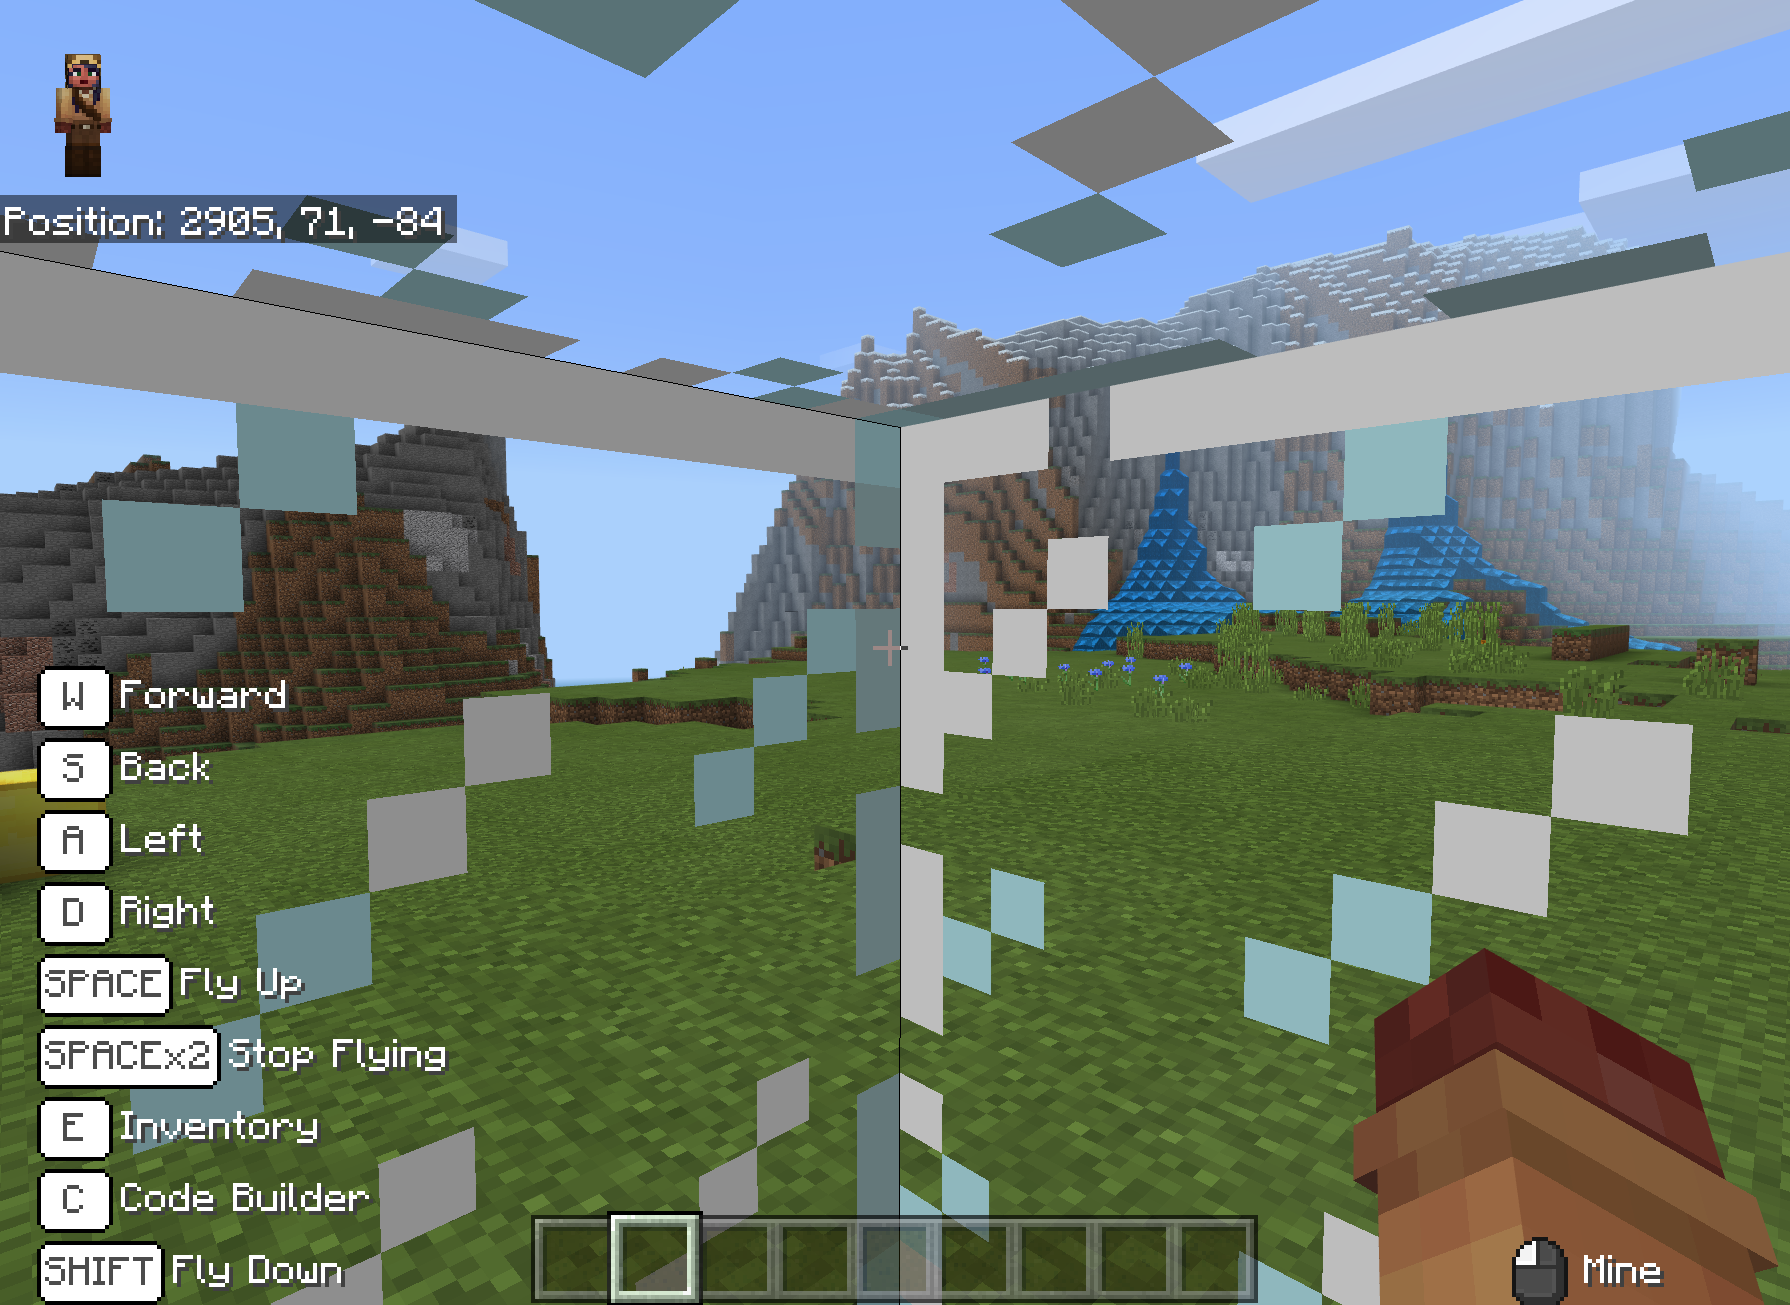 Position: 2905, 71, -84
W Forward
S Back
A Left
D Right
SPACE Fly Up
SPACEx2 Stop Flying
E Inventory
C Code Builder
SHIFT Fly Down
Mine